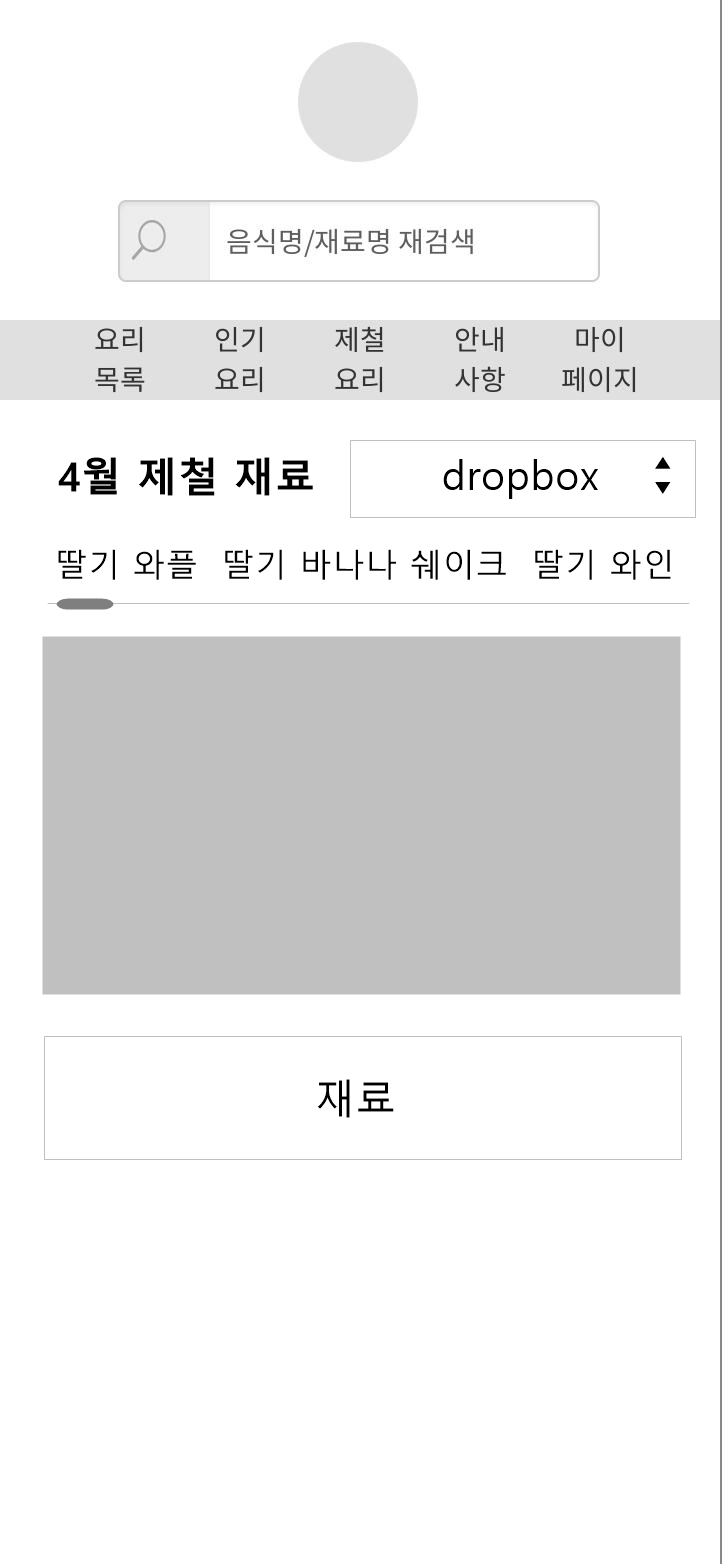 음식명/재료명 재검색
요리 목록
인기 요리
제철 요리
안내 사항
마이 페이지
4월 제철 재료
dropbox
딸기 와플 딸기 바나나 쉐이크 딸기 와인
재료